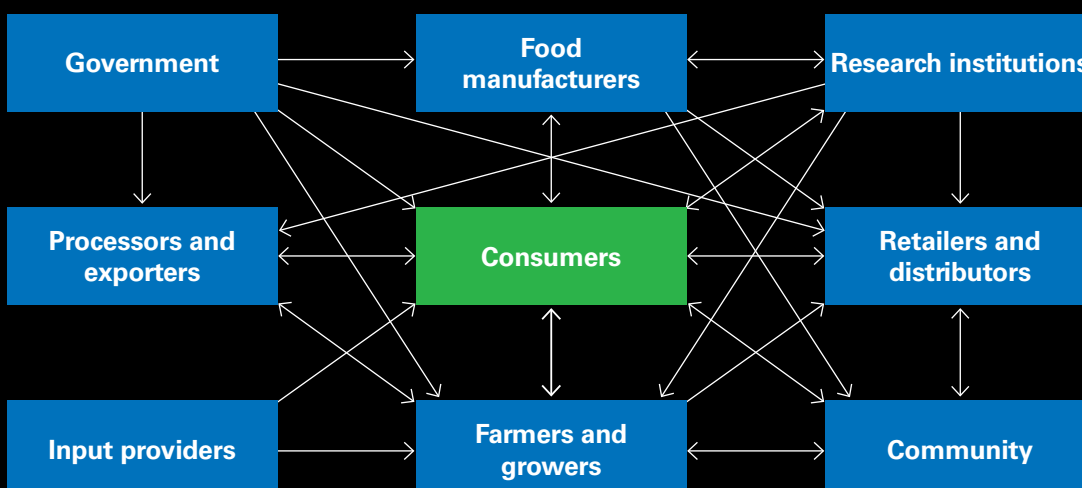 Government
Food
manufacturers
Research institutions
Processors and
exporters
Consumers
Retailers and
distributors
Input providers
Farmers and
growers
Community